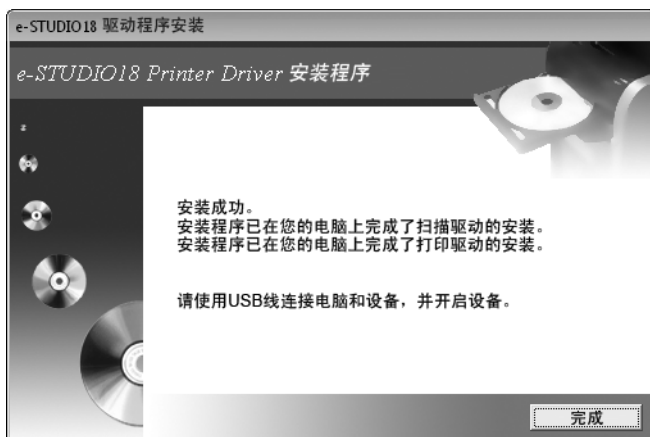 e-STUDIO18 驱动程序安装
e-STUDIO18 Printer Driver 安装程序
安装成功。
安装程序已在您的电脑上完成了扫描驱动的安装。
安装程序已在您的电脑上完成了打印驱动的安装。
请使用USB线连接电脑和设备，并开启设备。
完成